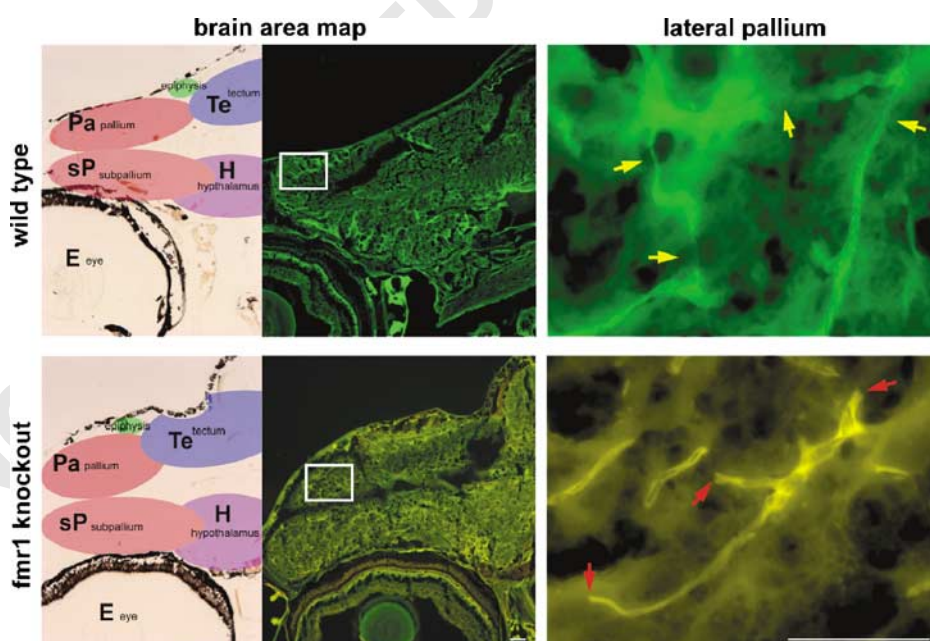 brain area map
lateral pallium
wild type
epiphysis
Te tectum
Pa pallium
sP subpallium
H
hypthalamus
E eye
fmr1 knockout
epiphysis
Te tectum
Pa pallium
sP subpallium
H
hypothalamus
E eye